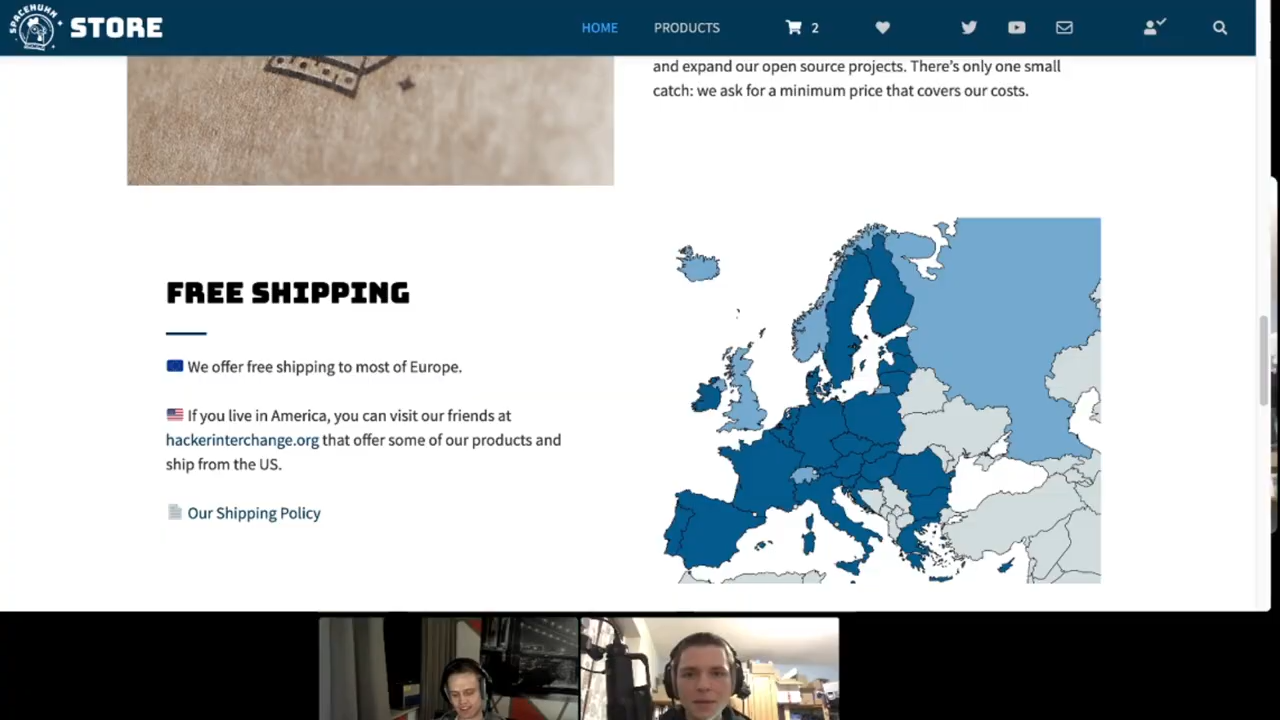 SPACEHUHN
STORE
HOME
PRODUCTS
2
and expand our open source projects. There's only one small
catch: we ask for a minimum price that covers our costs.
FREE SHIPPING
We offer free shipping to most of Europe.
If you live in America, you can visit our friends at
hackerinterchange.org that offer some of our products and
ship from the US.
Our Shipping Policy